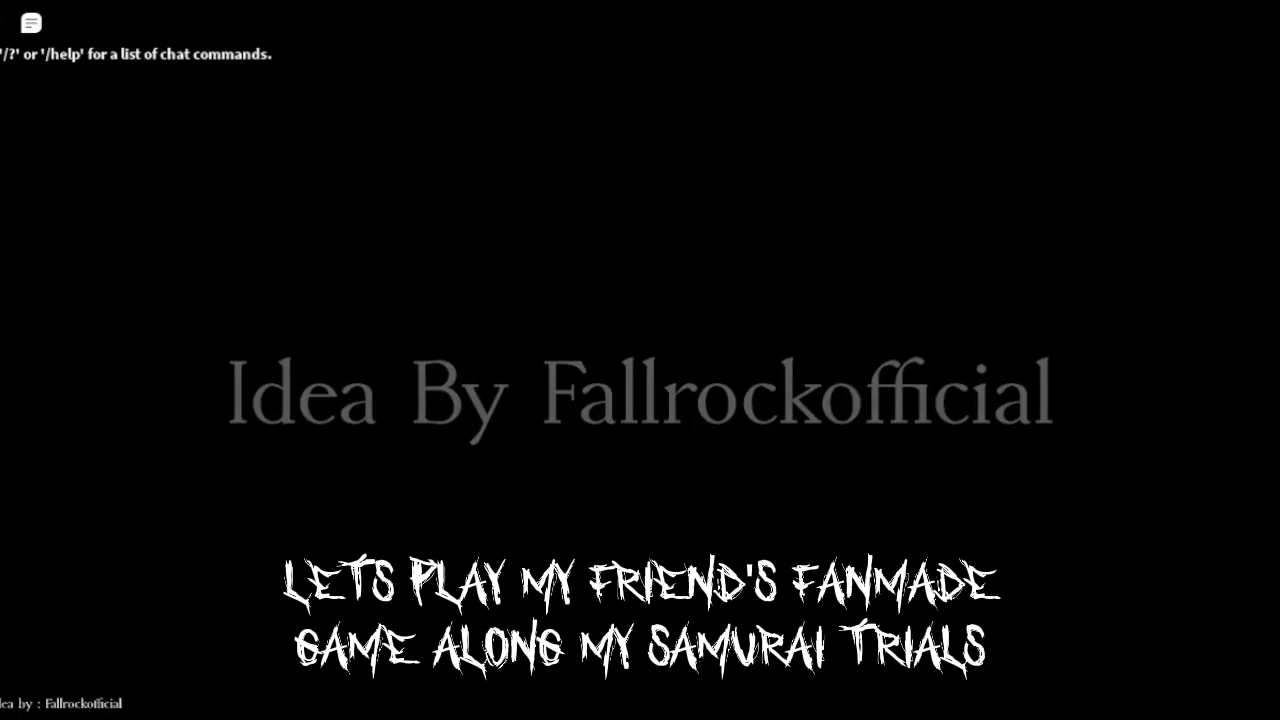 '/?' or '/help' for a list of chat commands.
Idea By Fallrockofficial
LETS PLAY MY FRIEND'S FANMADE
GAME ALONG MY SAMURAI TRIALS
dea by : Fallrockofficial